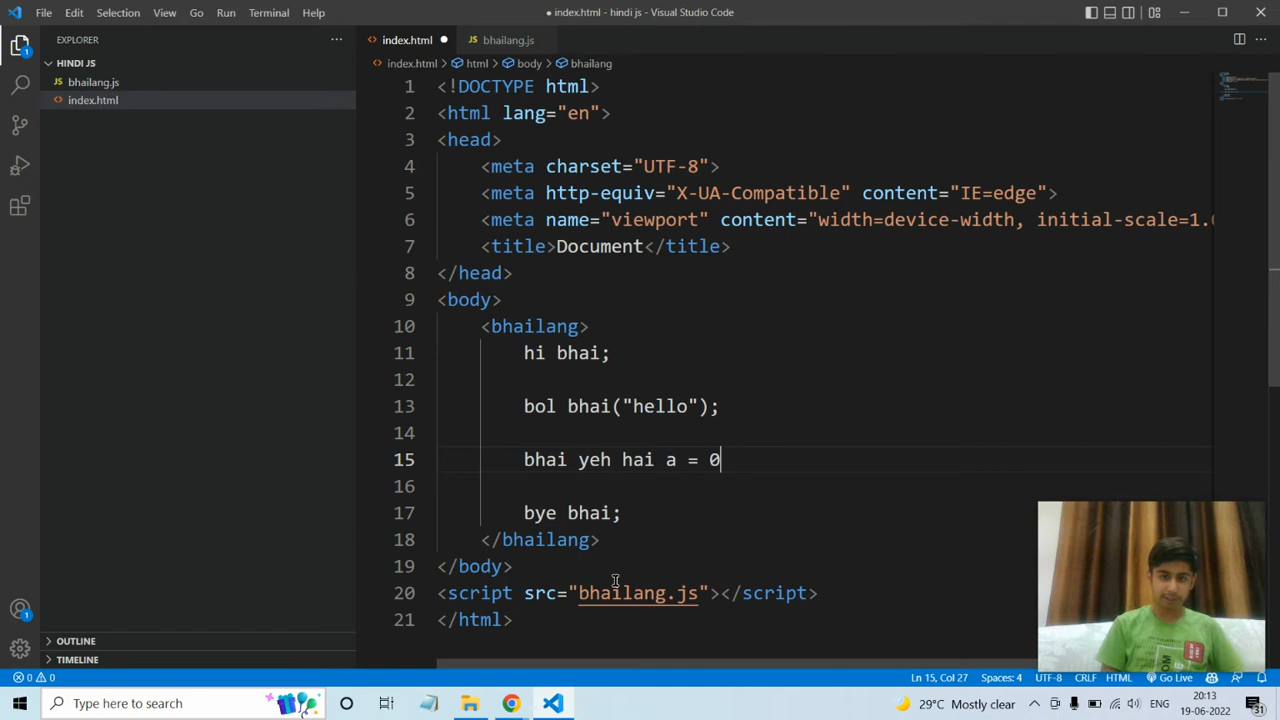 File Edit Selection View Go Run Terminal Help
● index.html - hindi js - Visual Studio Code
EXPLORER
HINDI JS
JS bhailang.js
<> index.html
OUTLINE
TIMELINE
<> index.html ●
JS bhailang.js
<> index.html > html > body > bhailang
1 <!DOCTYPE html>
2 <html lang="en">
3 <head>
4 <meta charset="UTF-8">
5 <meta http-equiv="X-UA-Compatible" content="IE=edge">
6 <meta name="viewport" content="width=device-width, initial-scale=1.0
7 <title>Document</title>
8 </head>
9 <body>
10 <bhailang>
11 hi bhai;
12
13 bol bhai("hello");
14
15 bhai yeh hai a = 0
16
17 bye bhai;
18 </bhailang>
19 </body>
20 <script src="bhailang.js"></script>
21 </html>
0 0 Ln 15, Col 27 Spaces: 4 UTF-8 CRLF HTML Go Live
Type here to search
29°C Mostly clear
ENG
20:13
19-06-2022
31